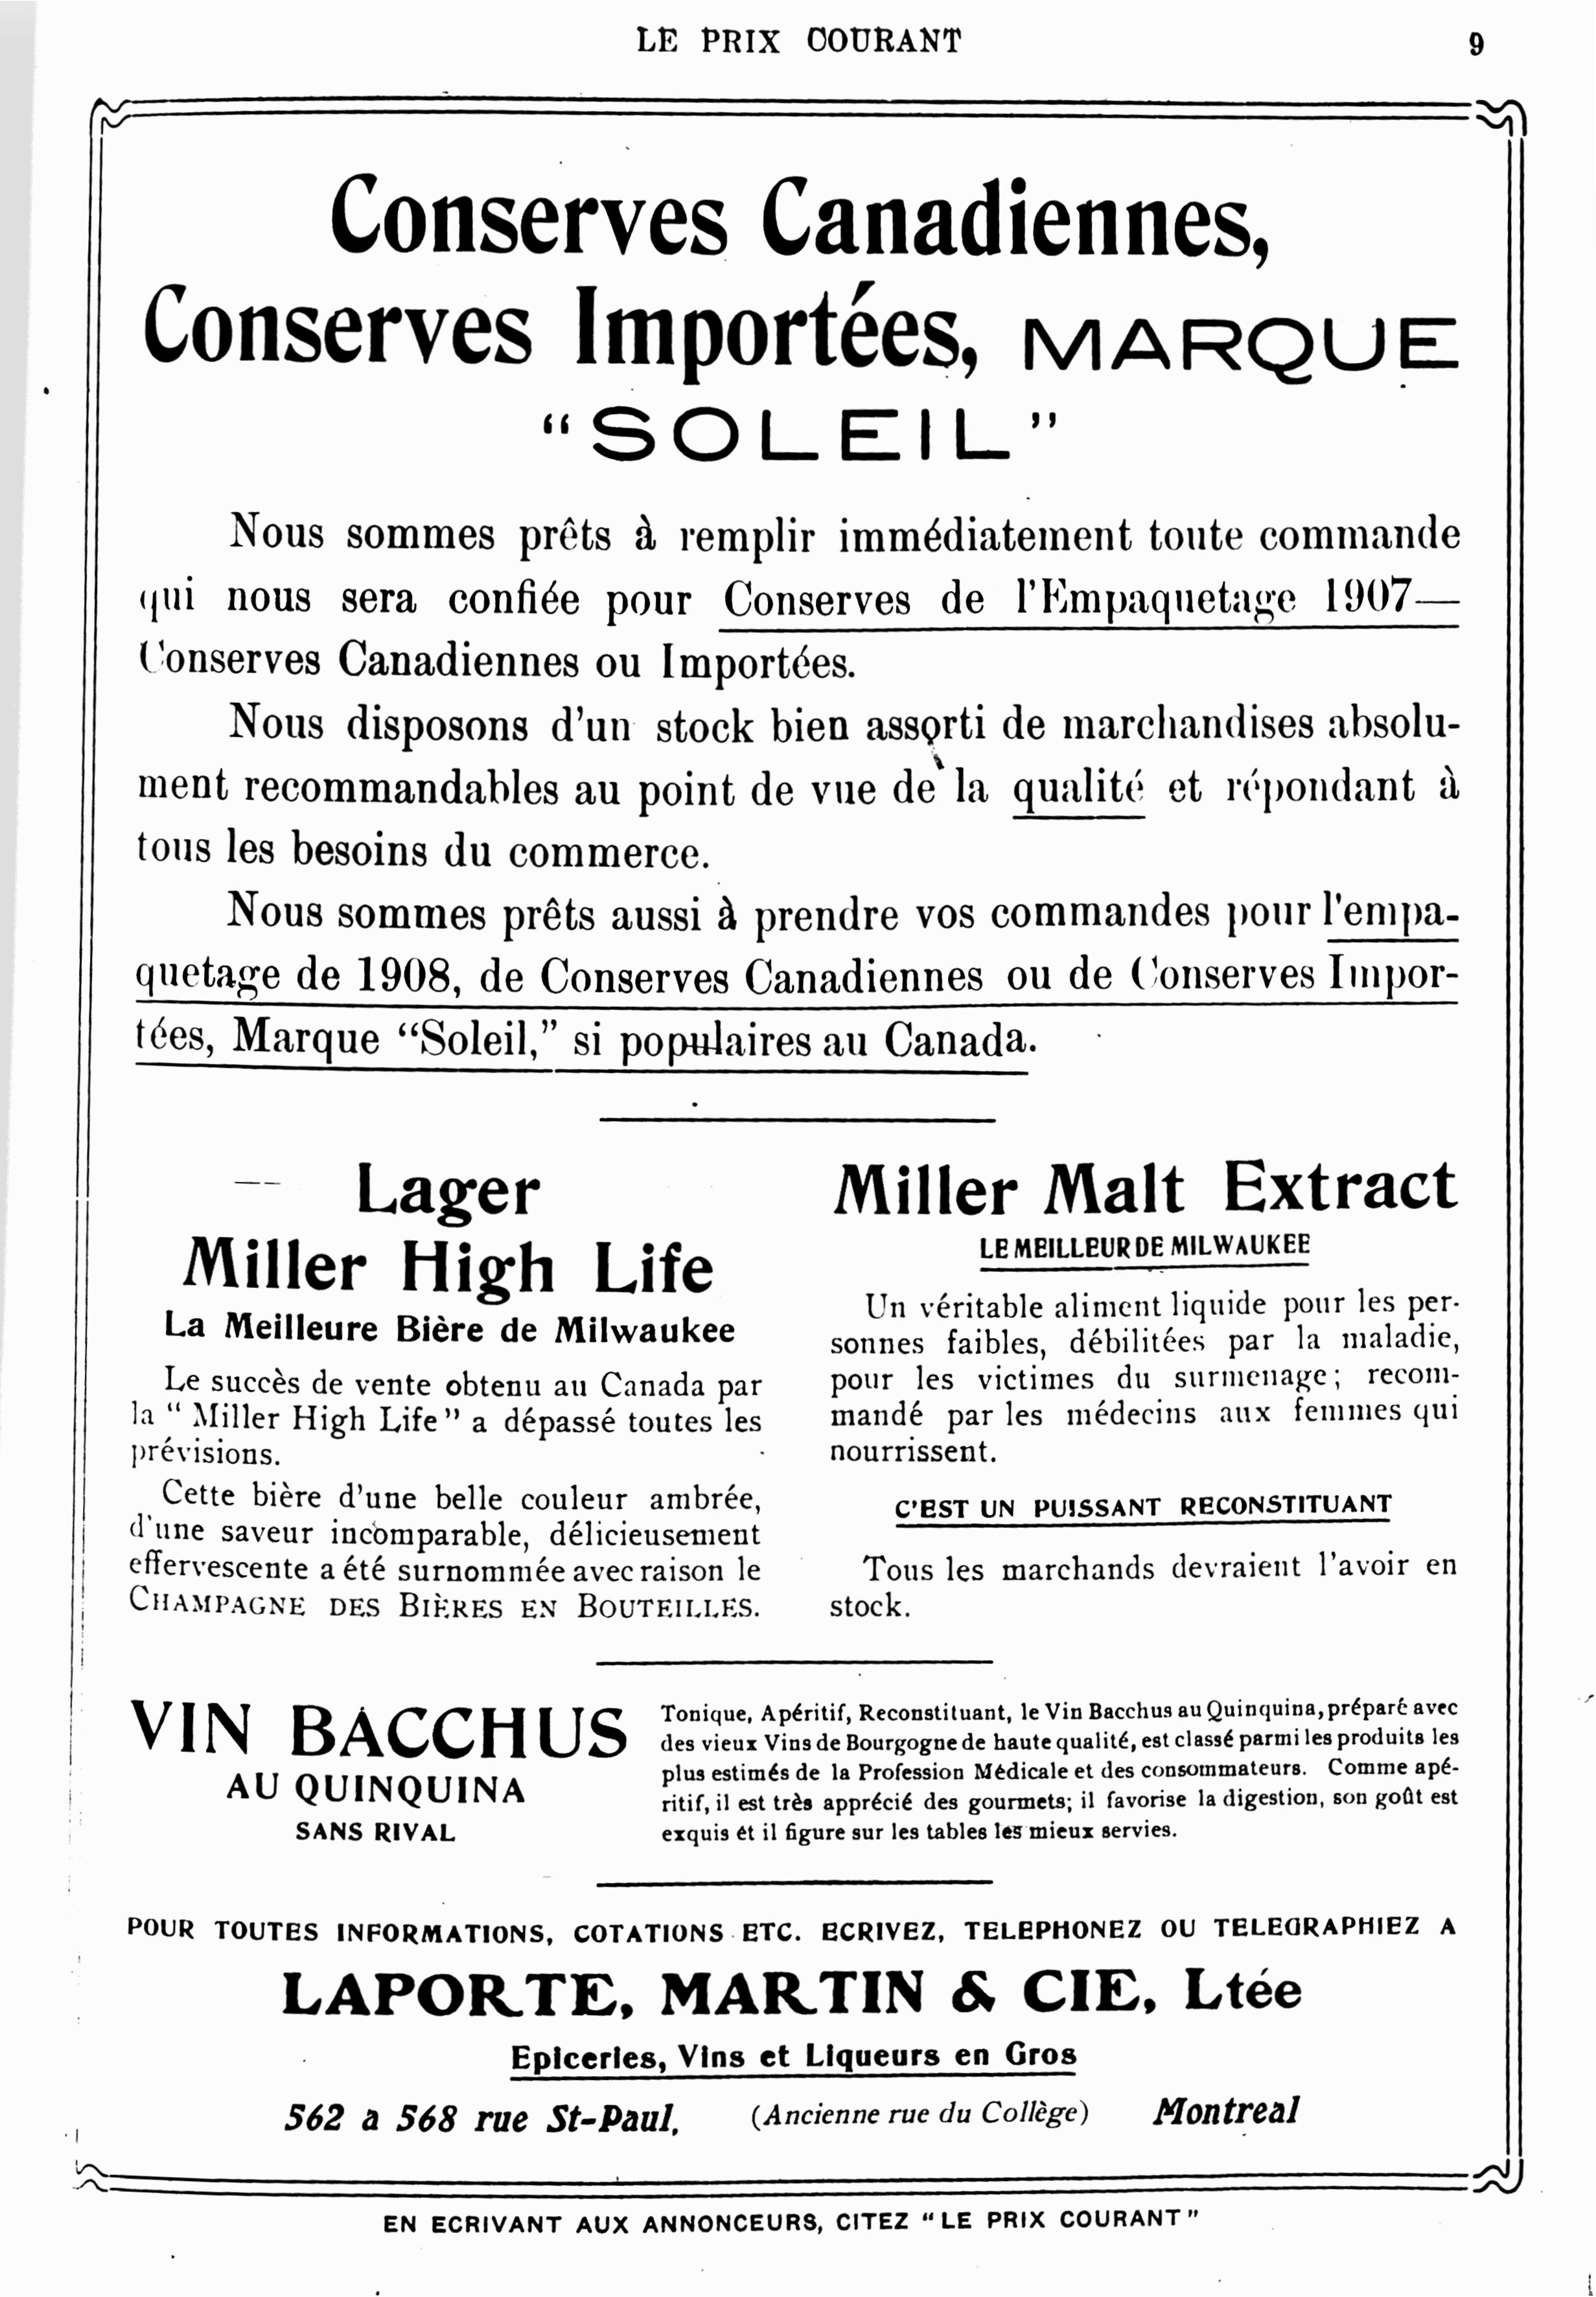 LE PRIX COURANT
9
Conserves Canadiennes,
Conserves Importées, MARQUE
“SOLEIL”
Nous sommes prêts à remplir immédiatement toute commande
qui nous sera confiée pour Conserves de l'Empaquetage 1907—
Conserves Canadiennes ou Importées.
Nous disposons d'un stock bien assorti de marchandises absolu-
ment recommandables au point de vue de la qualité et répondant à
tous les besoins du commerce.
Nous sommes prêts aussi à prendre vos commandes pour l'empa-
quetage de 1908, de Conserves Canadiennes ou de Conserves Impor-
tées, Marque “Soleil,” si populaires au Canada.
Lager
Miller High Life
La Meilleure Bière de Milwaukee
Le succès de vente obtenu au Canada par
la “ Miller High Life ” a dépassé toutes les
prévisions.
Cette bière d'une belle couleur ambrée,
d'une saveur incomparable, délicieusement
effervescente a été surnommée avec raison le
CHAMPAGNE DES BIÈRES EN BOUTEILLES.
Miller Malt Extract
LE MEILLEUR DE MILWAUKEE
Un véritable aliment liquide pour les per-
sonnes faibles, débilitées par la maladie,
pour les victimes du surmenage; recom-
mandé par les médecins aux femmes qui
nourrissent.
C'EST UN PUISSANT RECONSTITUANT
Tous les marchands devraient l'avoir en
stock.
VIN BACCHUS
AU QUINQUINA
SANS RIVAL
Tonique, Apéritif, Reconstituant, le Vin Bacchus au Quinquina, préparé avec
des vieux Vins de Bourgogne de haute qualité, est classé parmi les produits les
plus estimés de la Profession Médicale et des consommateurs. Comme apé-
ritif, il est très apprécié des gourmets; il favorise la digestion, son goût est
exquis et il figure sur les tables les mieux servies.
POUR TOUTES INFORMATIONS, COTATIONS ETC. ECRIVEZ, TELEPHONEZ OU TELEGRAPHIEZ A
LAPORTE, MARTIN & CIE, Ltée
Epiceries, Vins et Liqueurs en Gros
562 a 568 rue St-Paul, (Ancienne rue du Collège) Montreal
EN ECRIVANT AUX ANNONCEURS, CITEZ “LE PRIX COURANT”